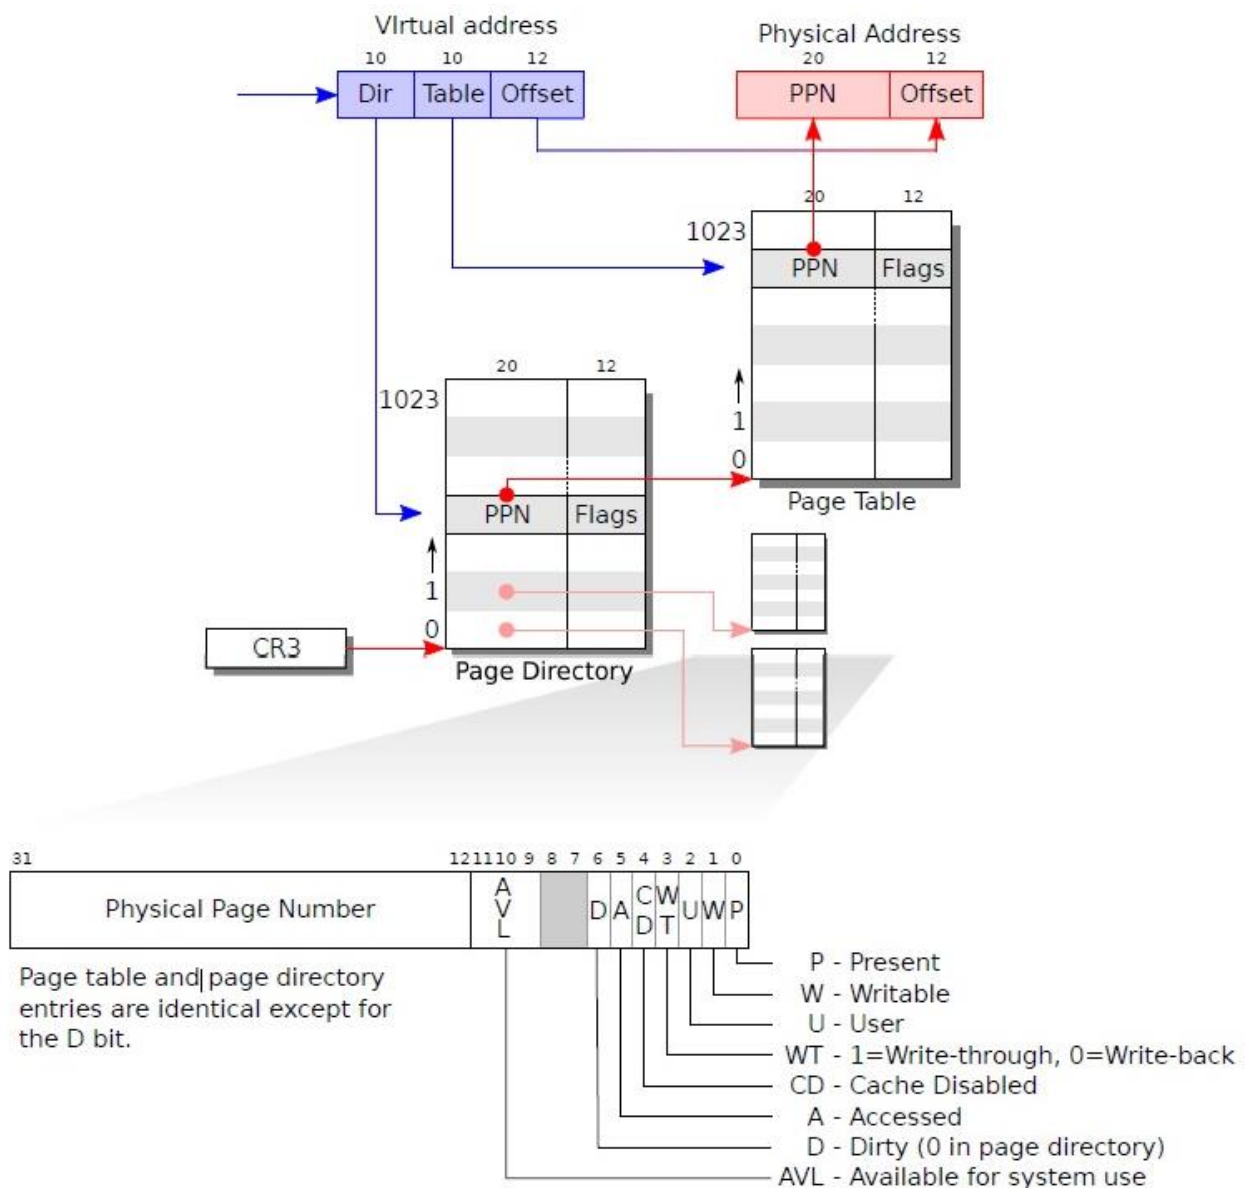 VIrtual address
Physical Address
10 10 12
20 12
Dir Table Offset
PPN Offset
20 12
1023
PPN Flags
20 12
1023
1
0
Page Table
PPN Flags
1
0
CR3
Page Directory
31 12 11 10 9 8 7 6 5 4 3 2 1 0
Physical Page Number AVL D A CD WT U W P
Page table and page directory
entries are identical except for
the D bit.
P - Present
W - Writable
U - User
WT - 1=Write-through, 0=Write-back
CD - Cache Disabled
A - Accessed
D - Dirty (0 in page directory)
AVL - Available for system use